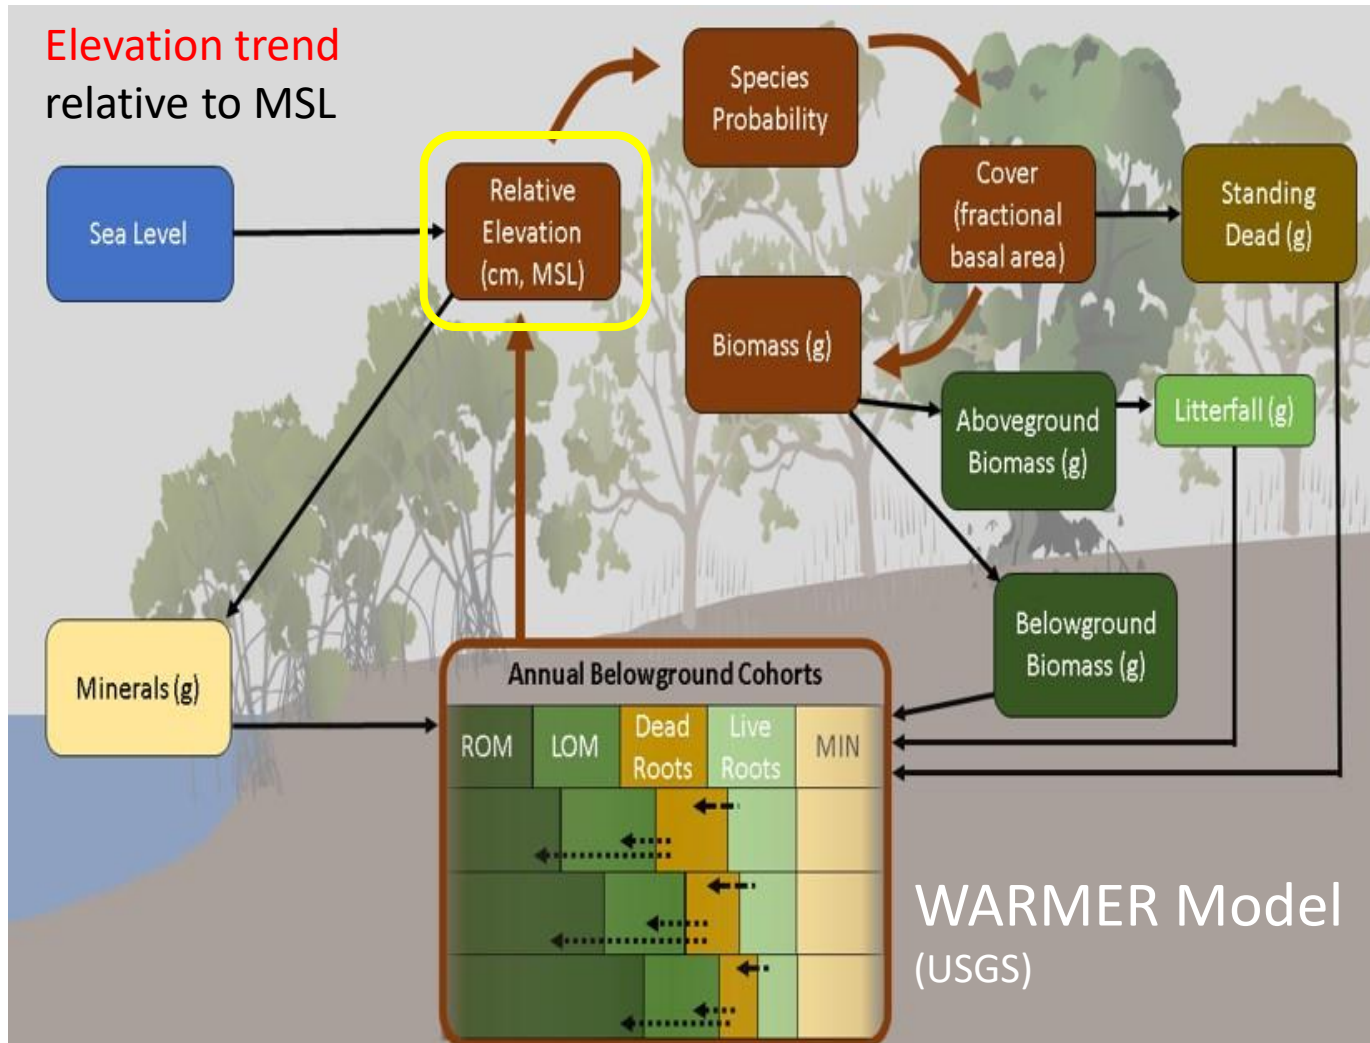 Elevation trend
relative to MSL
Sea Level
Relative
Elevation
(cm, MSL)
Species
Probability
Cover
(fractional
basal area)
Standing
Dead (g)
Biomass (g)
Aboveground
Biomass (g)
Litterfall (g)
Belowground
Biomass (g)
Minerals (g)
Annual Belowground Cohorts
ROM
LOM
Dead
Roots
Live
Roots
MIN
WARMER Model
(USGS)